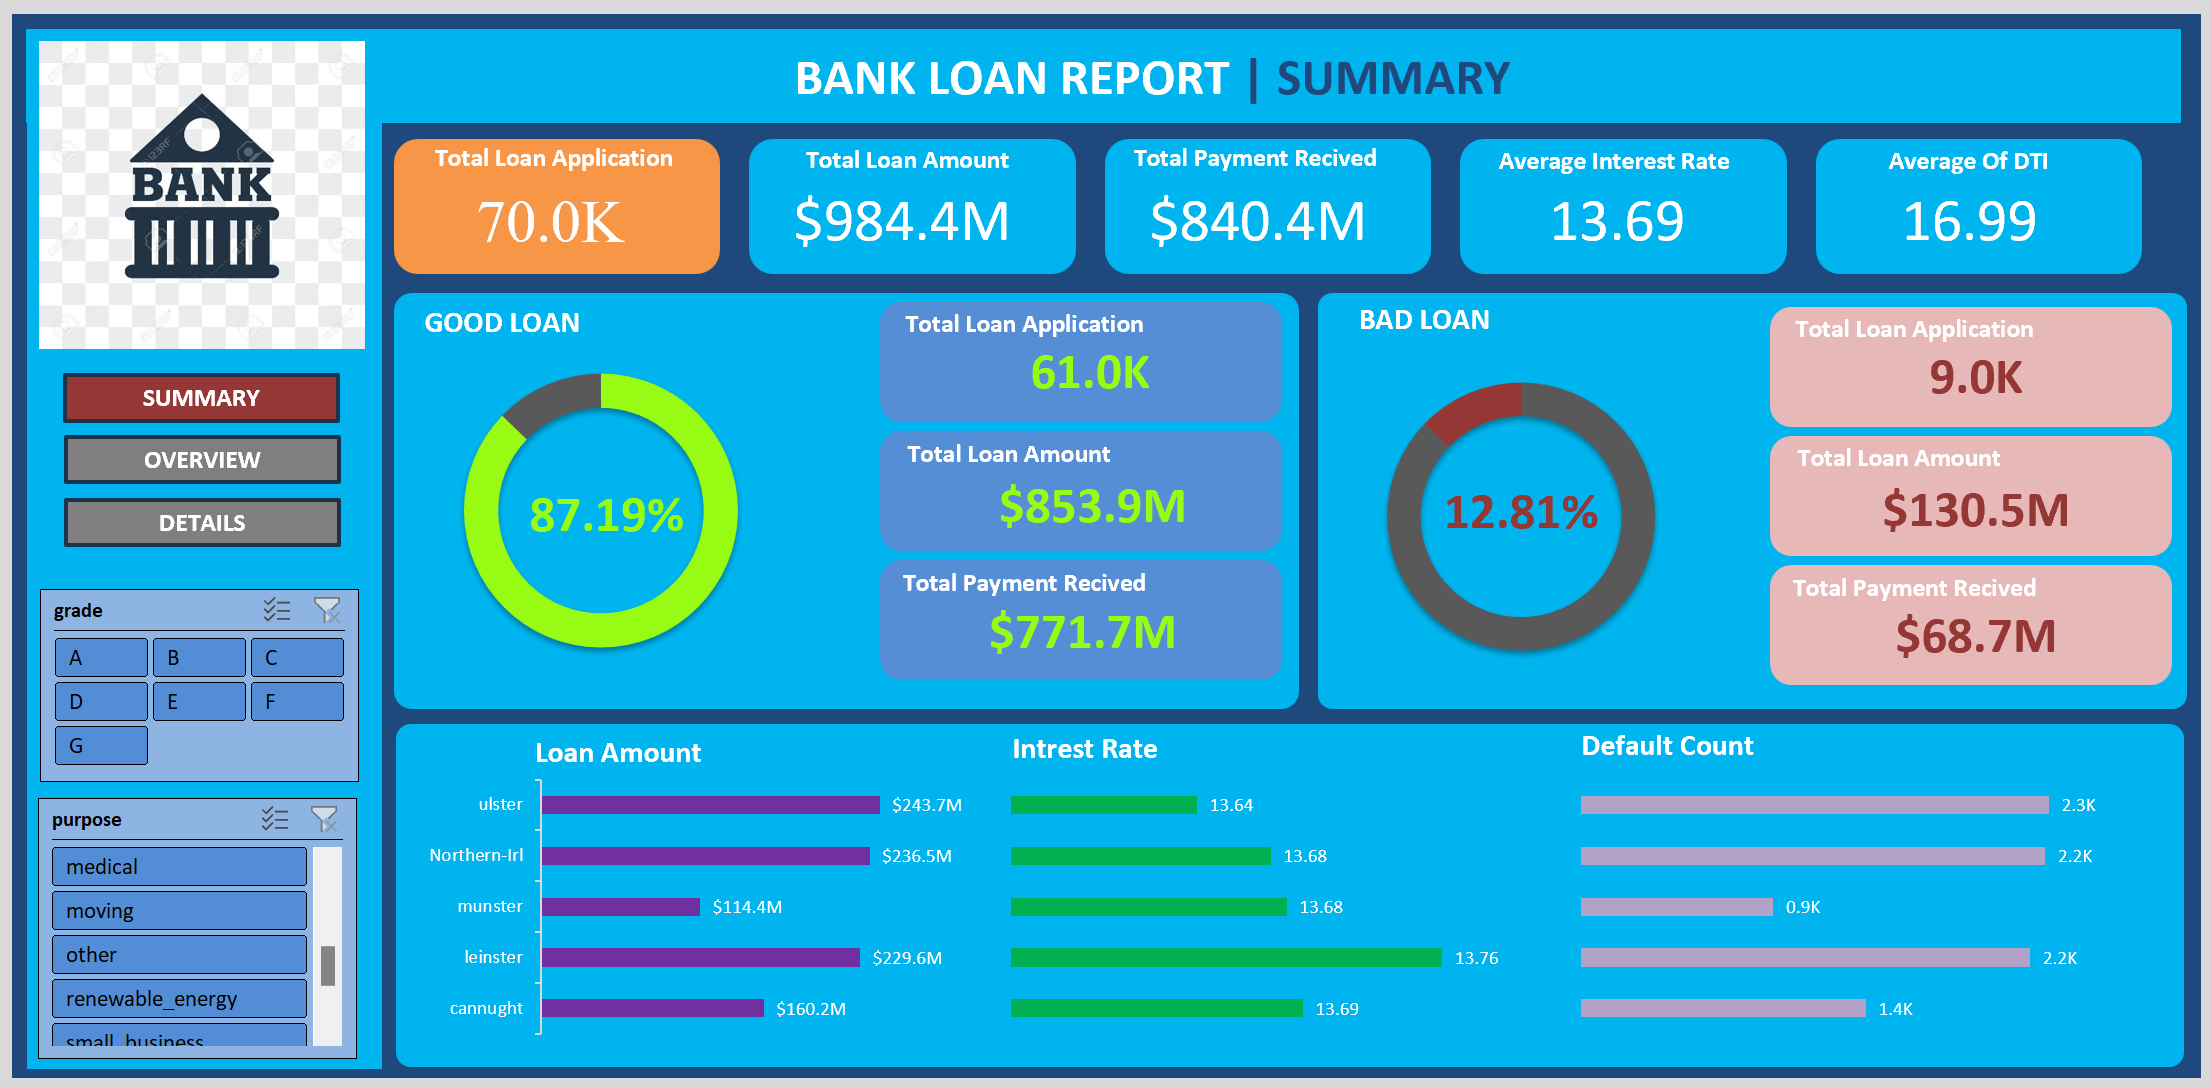 BANK LOAN REPORT | SUMMARY
123RF
BANK
123RF
SUMMARY
OVERVIEW
DETAILS
grade
A B C
D E F
G
purpose
medical
moving
other
renewable_energy
small_business
Total Loan Application
70.0K
Total Loan Amount
$984.4M
Total Payment Recived
$840.4M
Average Interest Rate
13.69
Average Of DTI
16.99
GOOD LOAN
87.19%
Total Loan Application
61.0K
Total Loan Amount
$853.9M
Total Payment Recived
$771.7M
BAD LOAN
12.81%
Total Loan Application
9.0K
Total Loan Amount
$130.5M
Total Payment Recived
$68.7M
Loan Amount
ulster $243.7M
Northern-Irl $236.5M
munster $114.4M
leinster $229.6M
cannught $160.2M
Intrest Rate
13.64
13.68
13.68
13.76
13.69
Default Count
2.3K
2.2K
0.9K
2.2K
1.4K